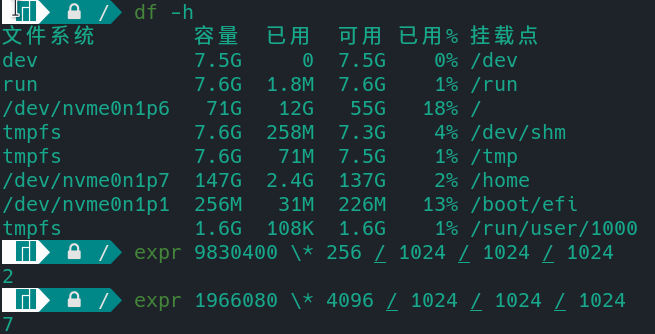 / df -h
文件系统 容量 已用 可用 已用% 挂载点
dev 7.5G 0 7.5G 0% /dev
run 7.6G 1.8M 7.6G 1% /run
/dev/nvme0n1p6 71G 12G 55G 18% /
tmpfs 7.6G 258M 7.3G 4% /dev/shm
tmpfs 7.6G 71M 7.5G 1% /tmp
/dev/nvme0n1p7 147G 2.4G 137G 2% /home
/dev/nvme0n1p1 256M 31M 226M 13% /boot/efi
tmpfs 1.6G 108K 1.6G 1% /run/user/1000
/ expr 9830400 \* 256 / 1024 / 1024 / 1024
2
/ expr 1966080 \* 4096 / 1024 / 1024 / 1024
7